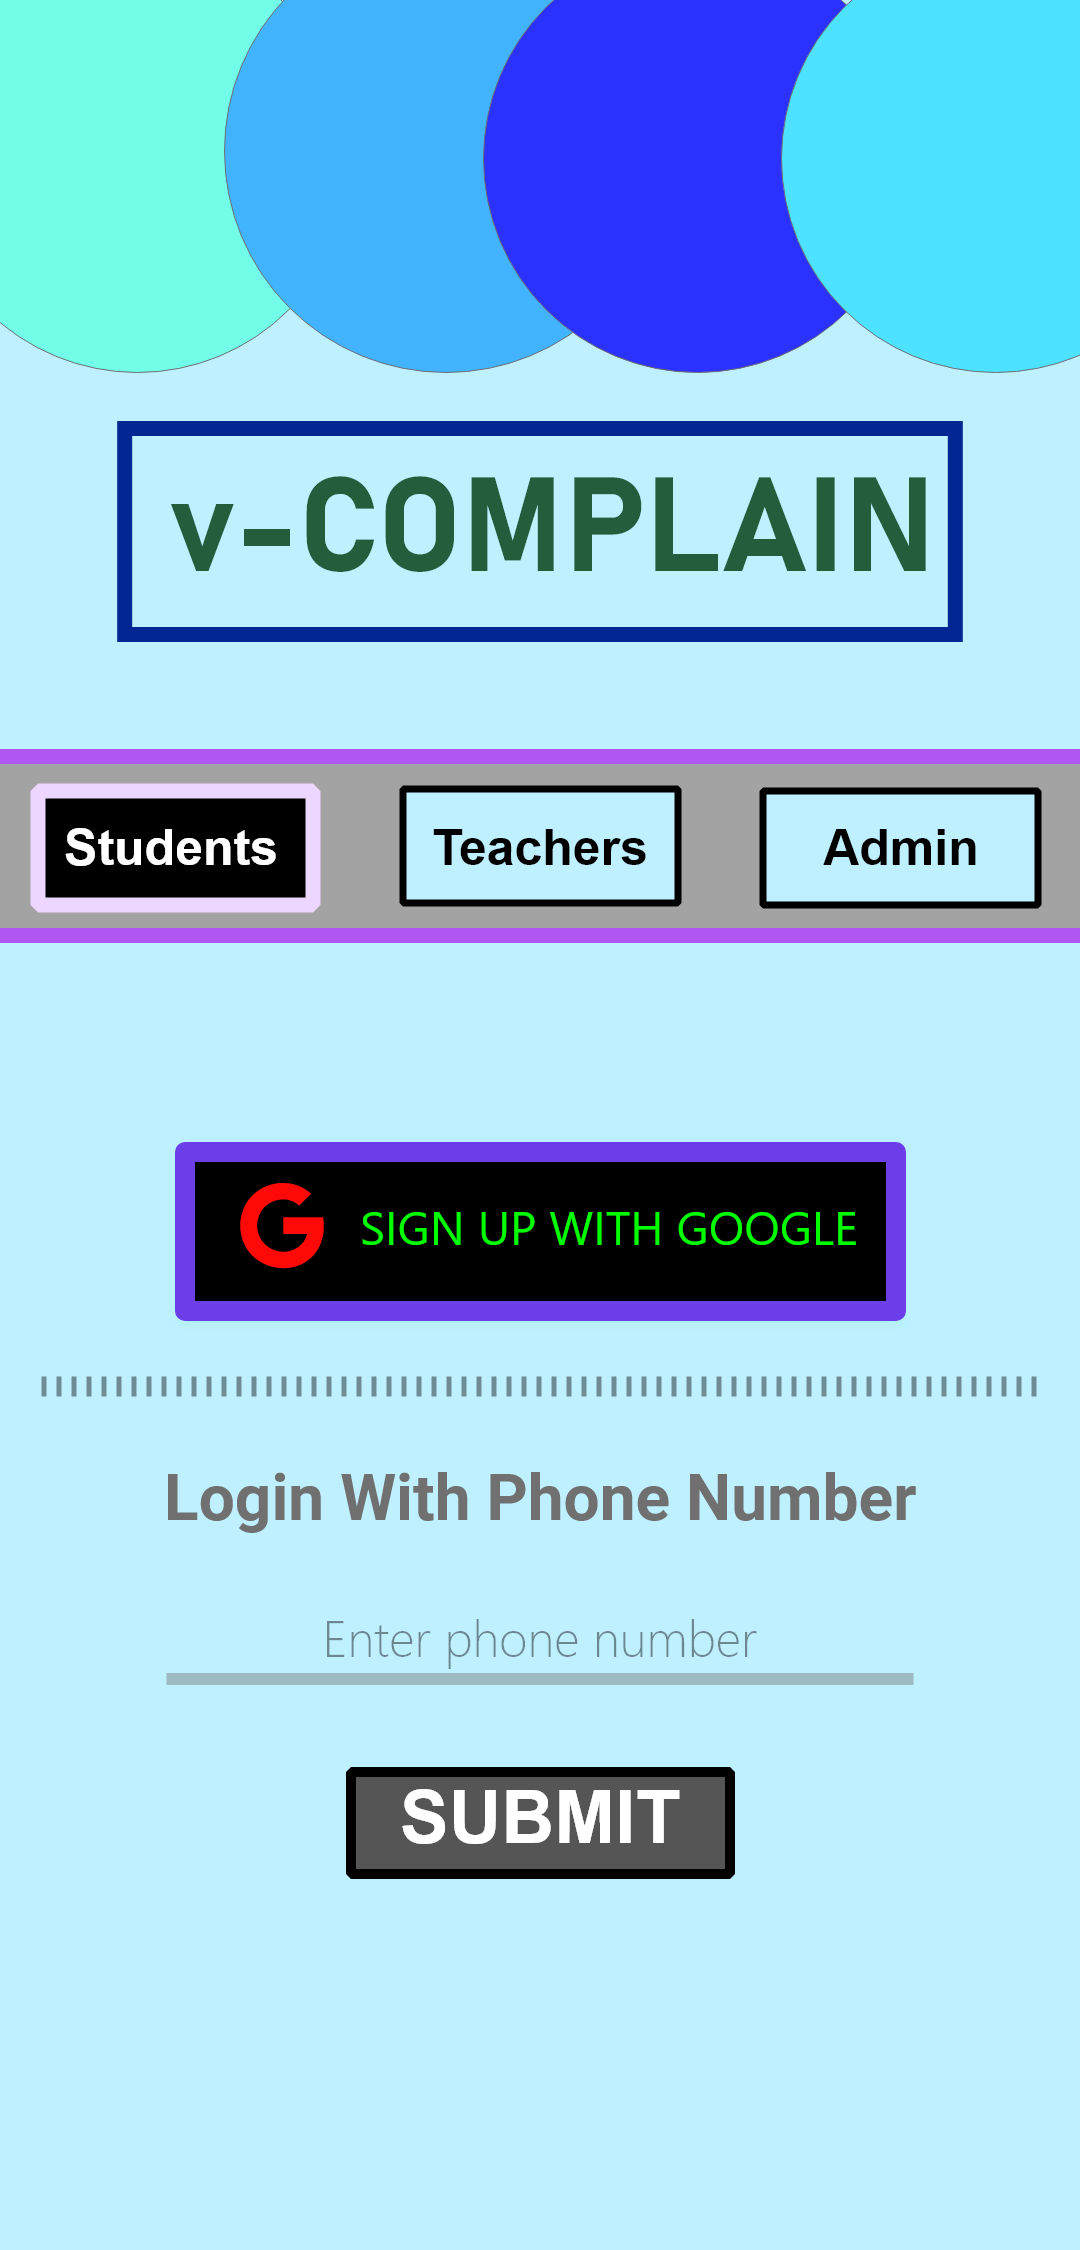 v-COMPLAIN
Students Teachers Admin
G SIGN UP WITH GOOGLE
Login With Phone Number
Enter phone number
SUBMIT